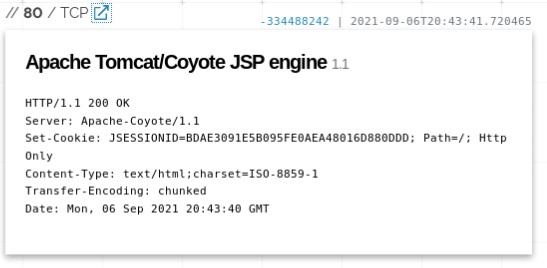 // 80 / TCP
-334488242 | 2021-09-06T20:43:41.720465
Apache Tomcat/Coyote JSP engine 1.1
HTTP/1.1 200 OK
Server: Apache-Coyote/1.1
Set-Cookie: JSESSIONID=BDAE3091E5B095FE0AEA48016D880DDD; Path=/; Http
Only
Content-Type: text/html;charset=ISO-8859-1
Transfer-Encoding: chunked
Date: Mon, 06 Sep 2021 20:43:40 GMT